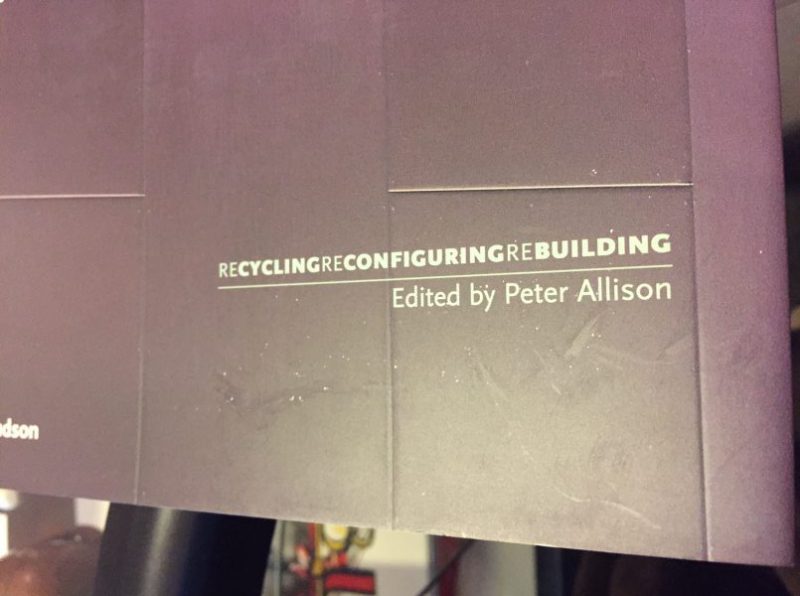 RECYCLINGRECONFIGURINGREBUILDING
Edited by Peter Allison